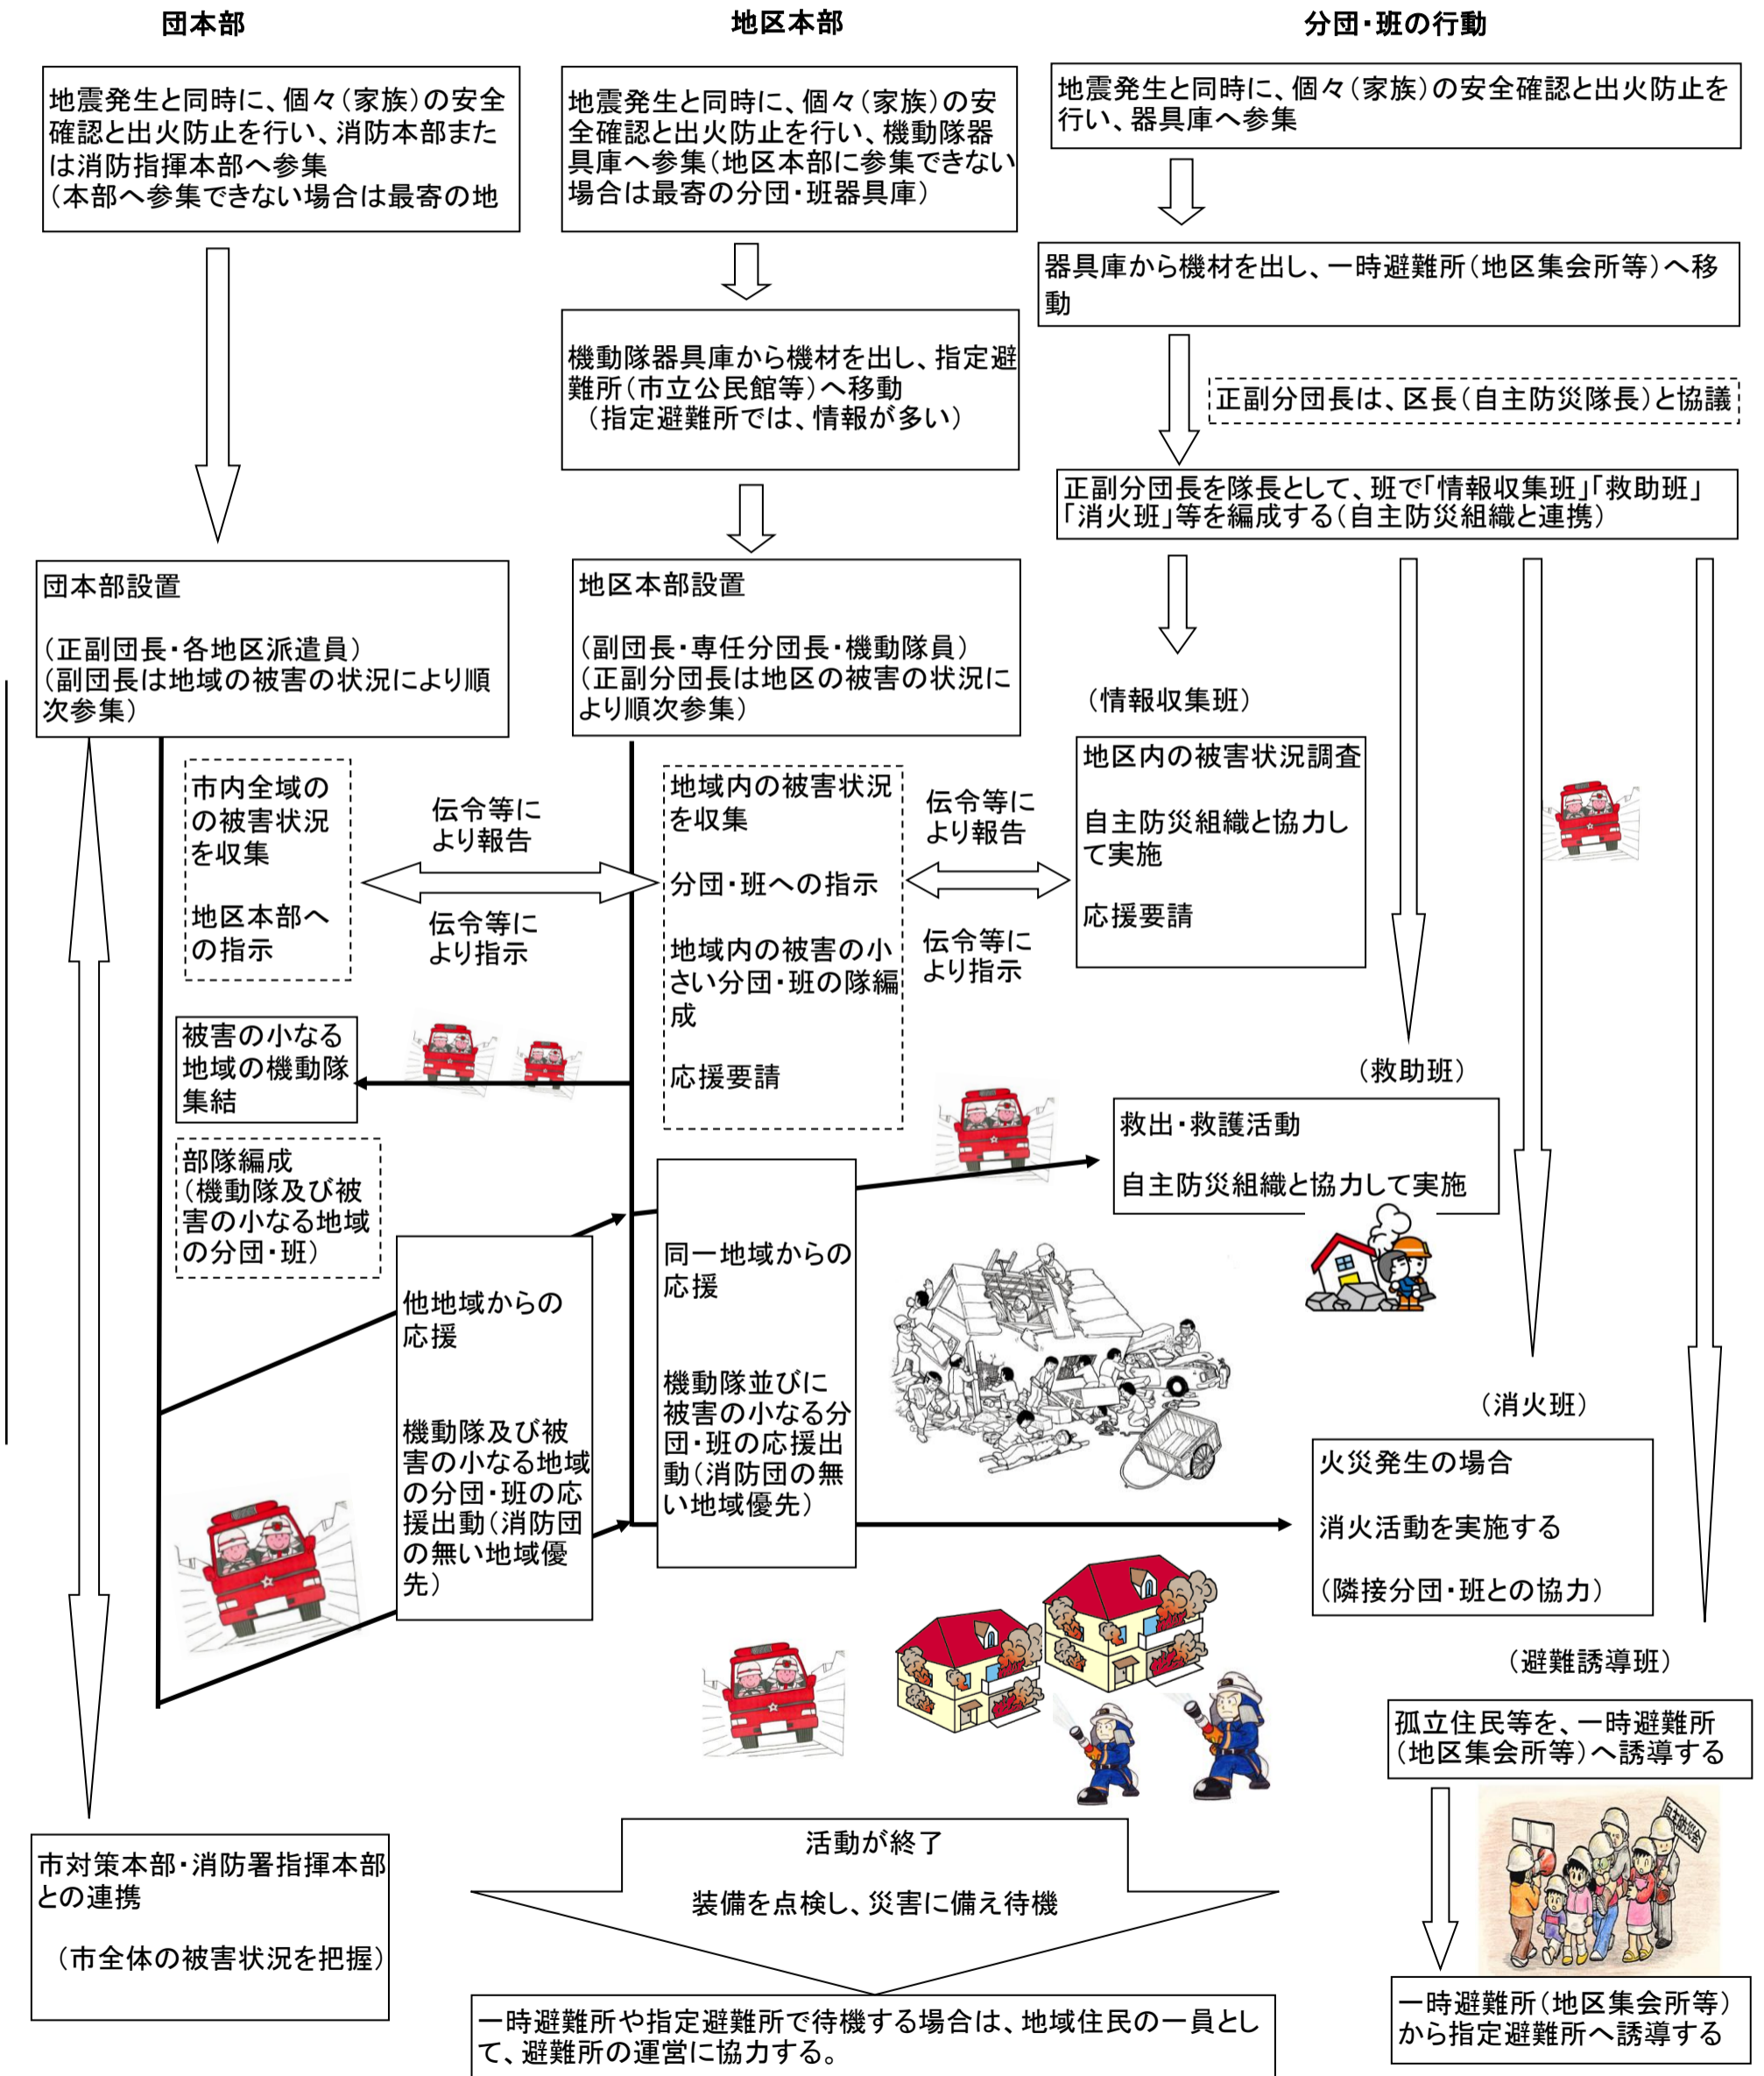 団本部
地震発生と同時に、個々(家族)の安全
確認と出火防止を行い、消防本部また
は消防指揮本部へ参集
(本部へ参集できない場合は最寄の地
団本部設置
(正副団長・各地区派遣員)
(副団長は地域の被害の状況により順
次参集)
市内全域の
の被害状況
を収集
地区本部へ
の指示
伝令等に
より報告
伝令等に
より指示
被害の小なる
地域の機動隊
集結
部隊編成
(機動隊及び被
害の小なる地域
の分団・班)
他地域からの
応援
機動隊及び被
害の小なる地域
の分団・班の応
援出動(消防団
の無い地域優
先)
市対策本部・消防署指揮本部
との連携
(市全体の被害状況を把握)
地区本部
地震発生と同時に、個々(家族)の安
全確認と出火防止を行い、機動隊器
具庫へ参集(地区本部に参集できない
場合は最寄の分団・班器具庫)
機動隊器具庫から機材を出し、指定避
難所(市立公民館等)へ移動
(指定避難所では、情報が多い)
地区本部設置
(副団長・専任分団長・機動隊員)
(正副分団長は地区の被害の状況に
より順次参集)
地域内の被害状況
を収集
分団・班への指示
地域内の被害の小
さい分団・班の隊編
成
応援要請
伝令等に
より報告
伝令等に
より指示
同一地域からの
応援
機動隊並びに
被害の小なる分
団・班の応援出
動(消防団の無
い地域優先)
分団・班の行動
地震発生と同時に、個々(家族)の安全確認と出火防止を
行い、器具庫へ参集
器具庫から機材を出し、一時避難所(地区集会所等)へ移
動
正副分団長は、区長(自主防災隊長)と協議
正副分団長を隊長として、班で「情報収集班」「救助班」
「消火班」等を編成する(自主防災組織と連携)
(情報収集班)
地区内の被害状況調査
自主防災組織と協力し
て実施
応援要請
(救助班)
救出・救護活動
自主防災組織と協力して実施
(消火班)
火災発生の場合
消火活動を実施する
(隣接分団・班との協力)
(避難誘導班)
孤立住民等を、一時避難所
(地区集会所等)へ誘導する
自主防災会
一時避難所(地区集会所等)
から指定避難所へ誘導する
活動が終了
装備を点検し、災害に備え待機
一時避難所や指定避難所で待機する場合は、地域住民の一員とし
て、避難所の運営に協力する。